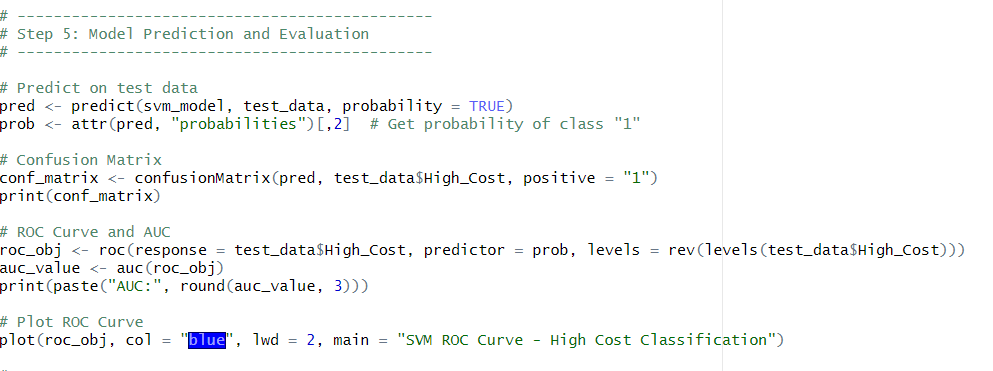 # ----------------------------------------------
# Step 5: Model Prediction and Evaluation
# ----------------------------------------------
# Predict on test data
pred <- predict(svm_model, test_data, probability = TRUE)
prob <- attr(pred, "probabilities")[,2]  # Get probability of class "1"
# Confusion Matrix
conf_matrix <- confusionMatrix(pred, test_data$High_Cost, positive = "1")
print(conf_matrix)
# ROC Curve and AUC
roc_obj <- roc(response = test_data$High_Cost, predictor = prob, levels = rev(levels(test_data$High_Cost)))
auc_value <- auc(roc_obj)
print(paste("AUC:", round(auc_value, 3)))
# Plot ROC Curve
plot(roc_obj, col = "blue", lwd = 2, main = "SVM ROC Curve - High Cost Classification")